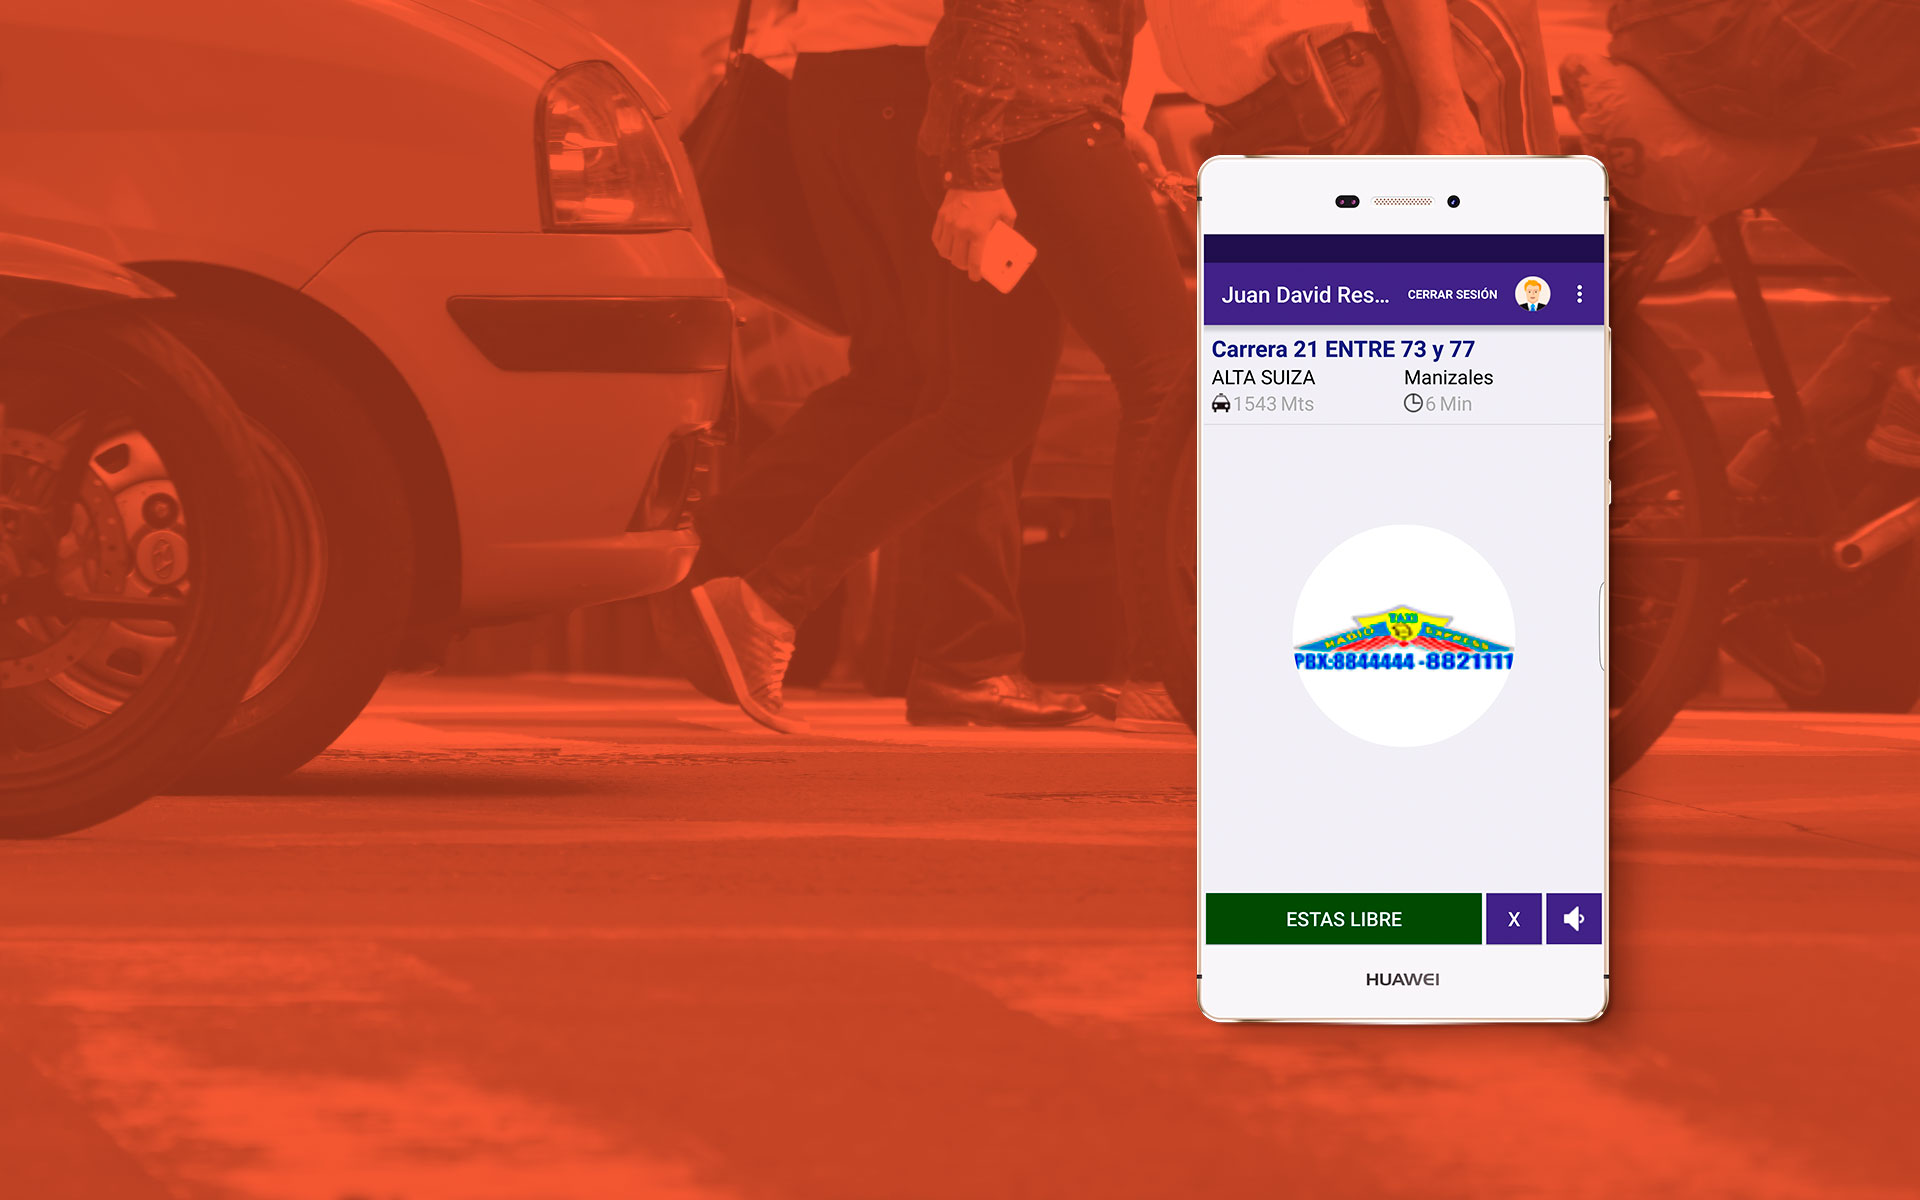 Juan David Res... CERRAR SESIÓN
Carrera 21 ENTRE 73 y 77
ALTA SUIZA Manizales
1543 Mts 6 Min
TAXI
RADIO EXPRESS
PBX:8844444 -8821111
ESTAS LIBRE X
HUAWEI